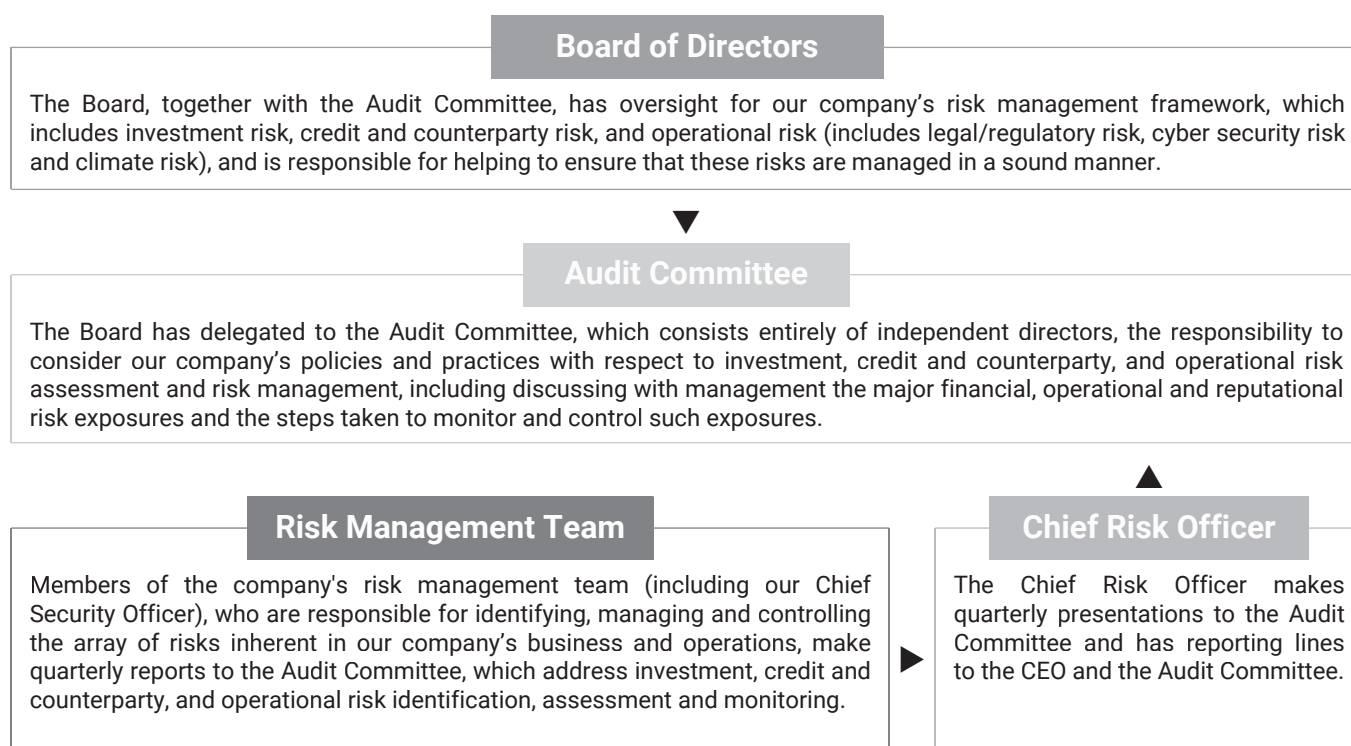 Board of Directors
The Board, together with the Audit Committee, has oversight for our company’s risk management framework, which
includes investment risk, credit and counterparty risk, and operational risk (includes legal/regulatory risk, cyber security risk
and climate risk), and is responsible for helping to ensure that these risks are managed in a sound manner.
Audit Committee
The Board has delegated to the Audit Committee, which consists entirely of independent directors, the responsibility to
consider our company’s policies and practices with respect to investment, credit and counterparty, and operational risk
assessment and risk management, including discussing with management the major financial, operational and reputational
risk exposures and the steps taken to monitor and control such exposures.
Risk Management Team
Members of the company's risk management team (including our Chief
Security Officer), who are responsible for identifying, managing and controlling
the array of risks inherent in our company’s business and operations, make
quarterly reports to the Audit Committee, which address investment, credit and
counterparty, and operational risk identification, assessment and monitoring.
Chief Risk Officer
The Chief Risk Officer makes
quarterly presentations to the Audit
Committee and has reporting lines
to the CEO and the Audit Committee.